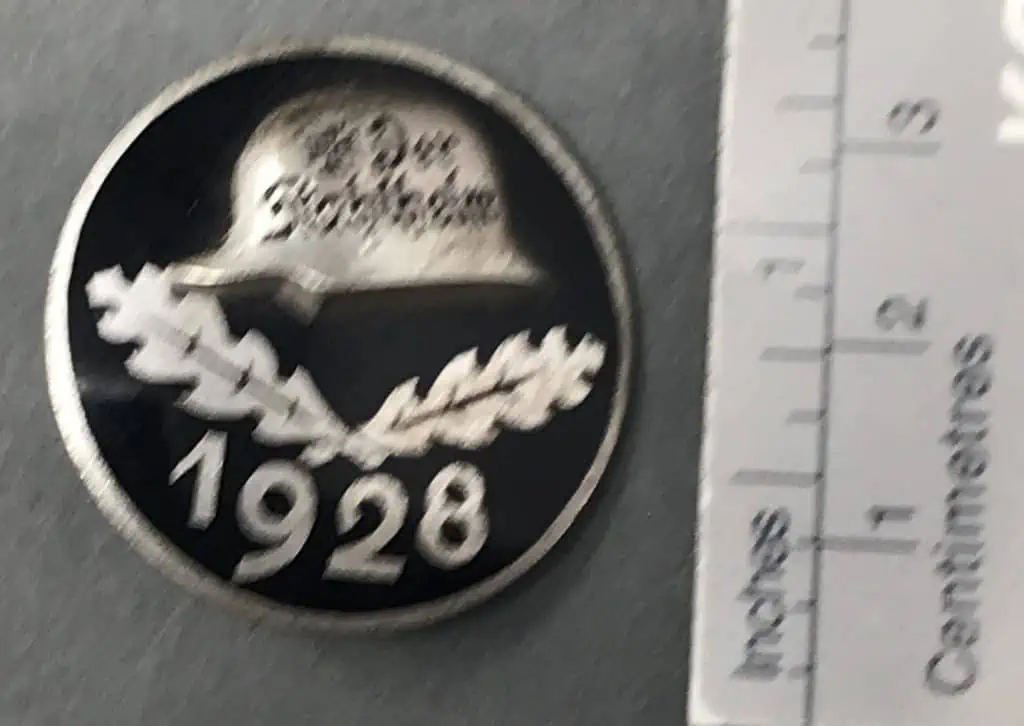 Der
Stahlhelm
1928
Inches
1
Centimetres
1
2
3